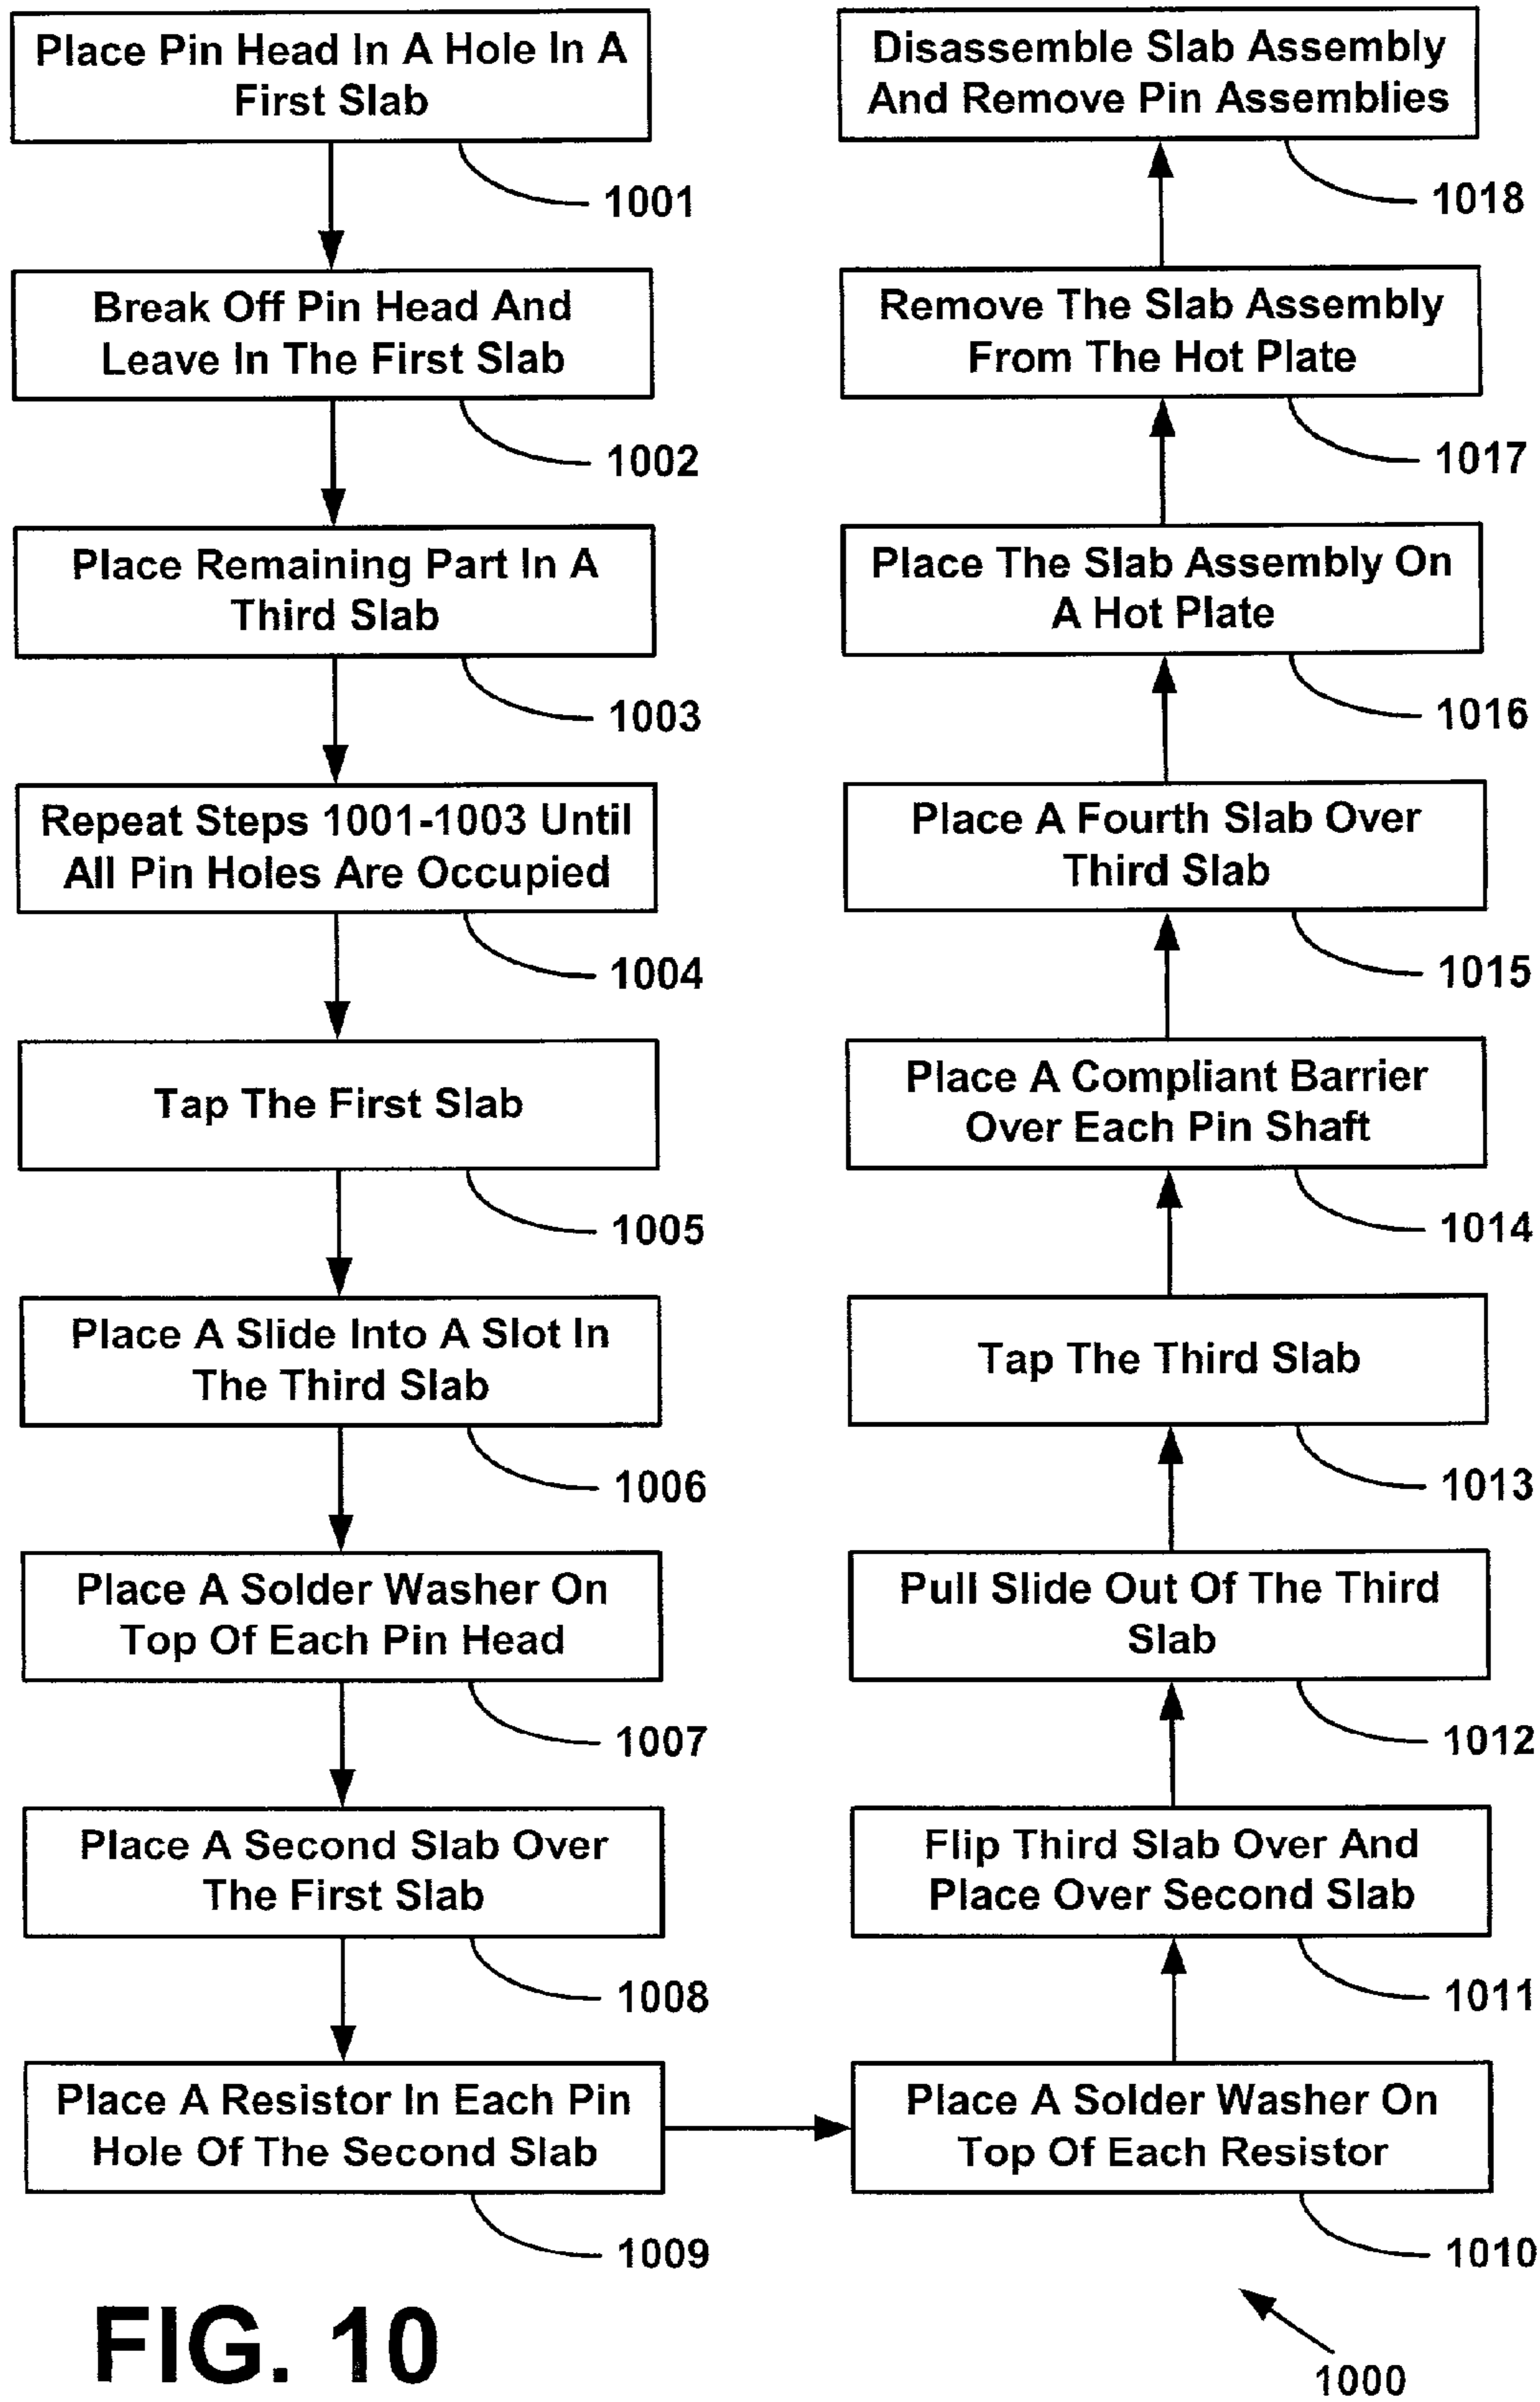 Place Pin Head In A Hole In A
First Slab
1001
Break Off Pin Head And
Leave In The First Slab
1002
Place Remaining Part In A
Third Slab
1003
Repeat Steps 1001-1003 Until
All Pin Holes Are Occupied
1004
Tap The First Slab
1005
Place A Slide Into A Slot In
The Third Slab
1006
Place A Solder Washer On
Top Of Each Pin Head
1007
Place A Second Slab Over
The First Slab
1008
Place A Resistor In Each Pin
Hole Of The Second Slab
1009
Place A Solder Washer On
Top Of Each Resistor
1010
Flip Third Slab Over And
Place Over Second Slab
1011
Pull Slide Out Of The Third
Slab
1012
Tap The Third Slab
1013
Place A Compliant Barrier
Over Each Pin Shaft
1014
Place A Fourth Slab Over
Third Slab
1015
Place The Slab Assembly On
A Hot Plate
1016
Remove The Slab Assembly
From The Hot Plate
1017
Disassemble Slab Assembly
And Remove Pin Assemblies
1018
FIG. 10
1000